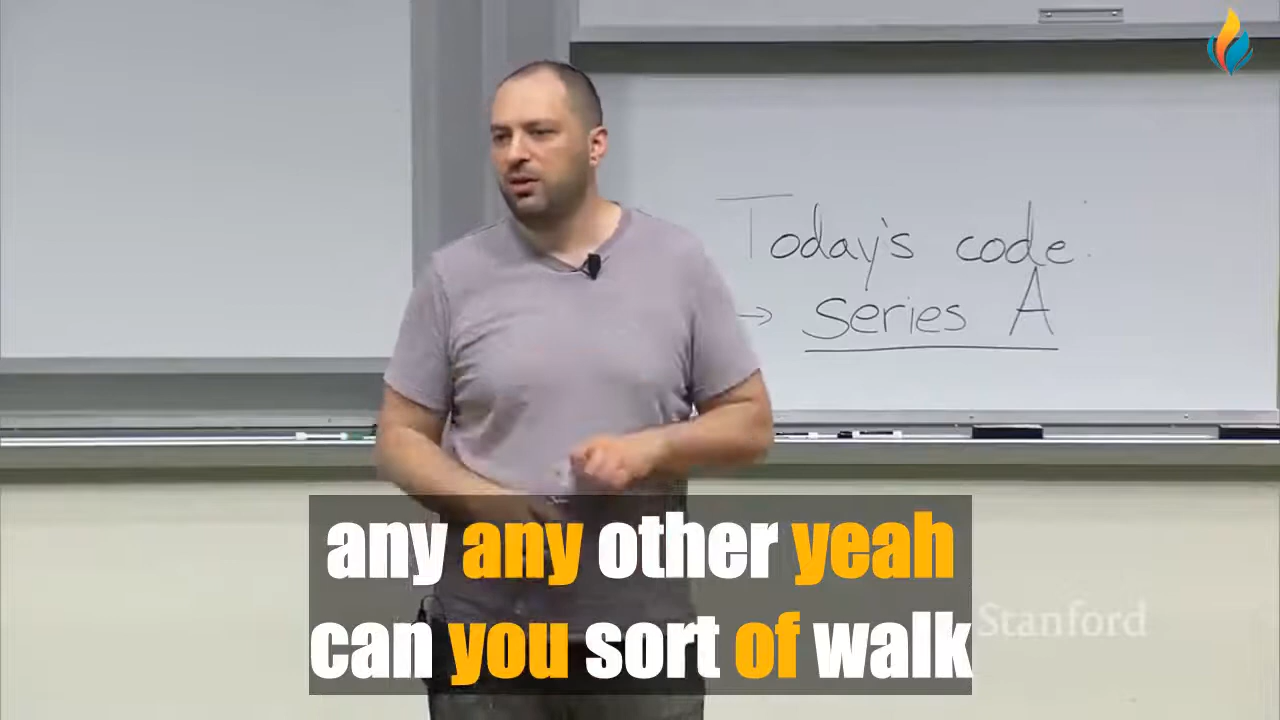 Today's code:
→ series A
any any other yeah
can you sort of walk
Stanford